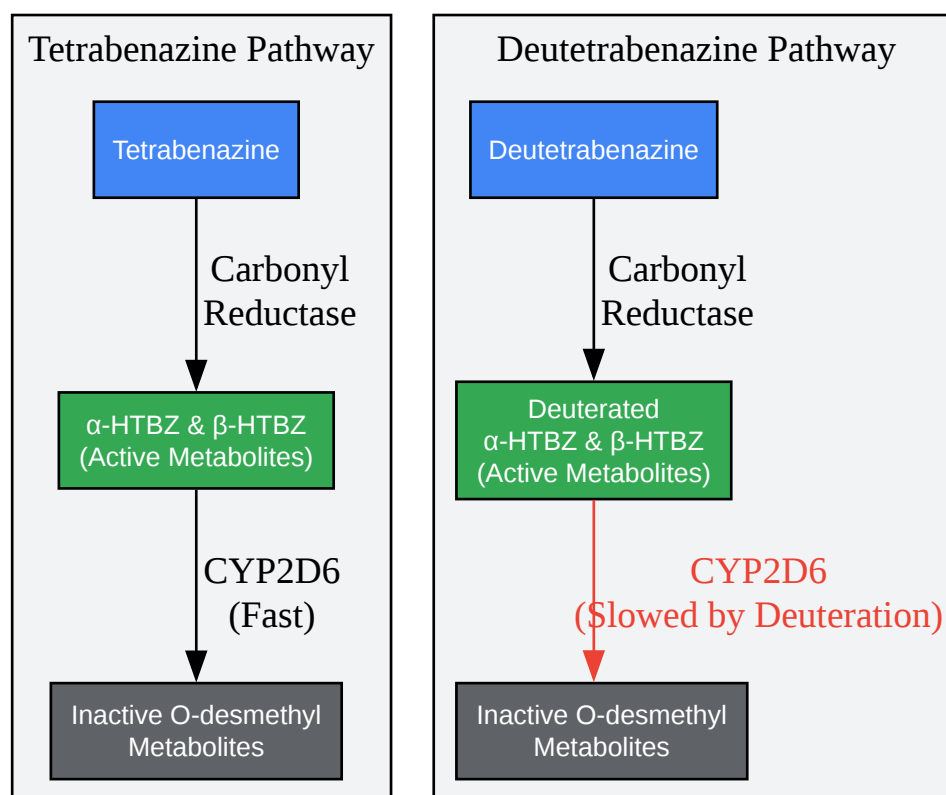 Tetrabenazine Pathway
Tetrabenazine
Carbonyl
Reductase
α-HTBZ & β-HTBZ
(Active Metabolites)
CYP2D6
(Fast)
Inactive O-desmethyl
Metabolites
Deutetrabenazine Pathway
Deutetrabenazine
Carbonyl
Reductase
Deuterated
α-HTBZ & β-HTBZ
(Active Metabolites)
CYP2D6
(Slowed by Deuteration)
Inactive O-desmethyl
Metabolites